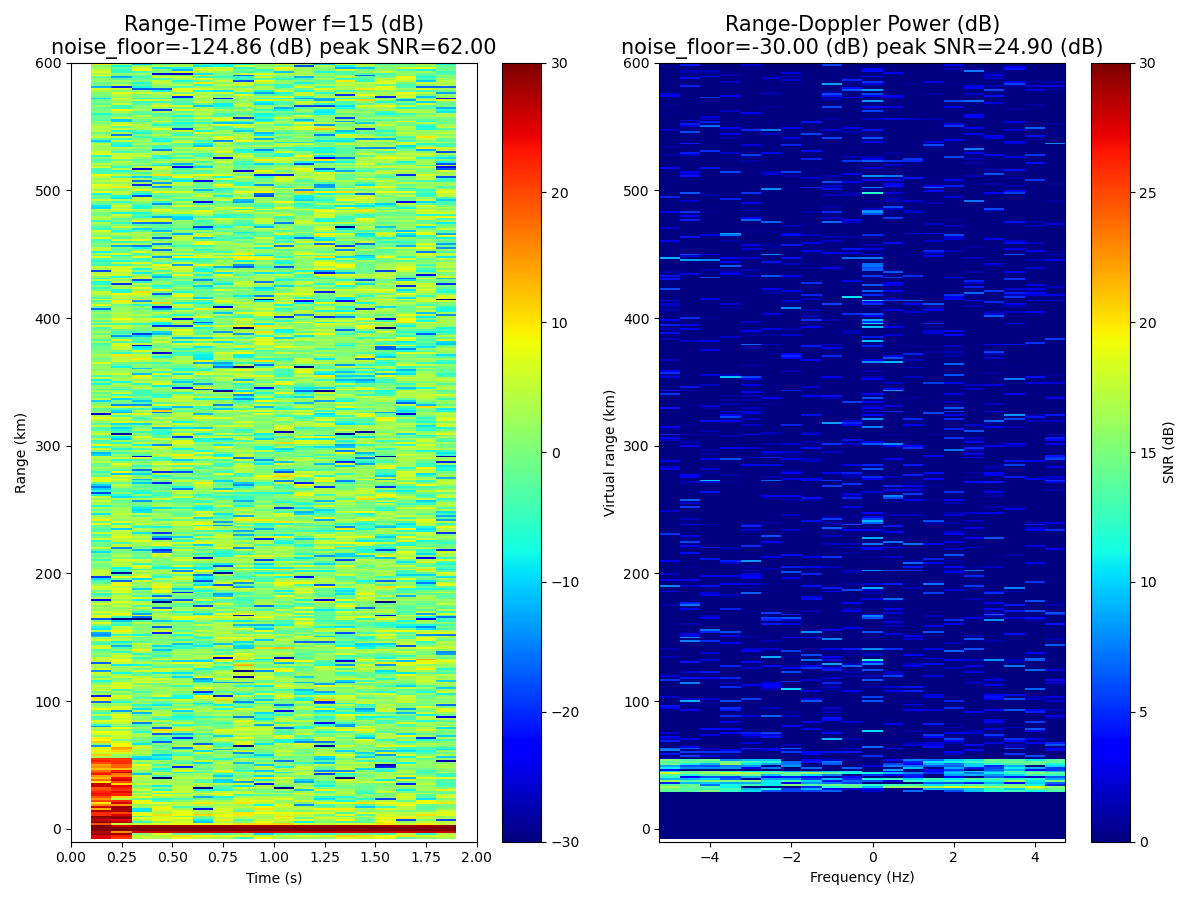 Range-Time Power f=15 (dB)
noise_floor=-124.86 (dB) peak SNR=62.00
Range (km)
600
500
400
300
200
100
0
0.00 0.25 0.50 0.75 1.00 1.25 1.50 1.75 2.00
Time (s)
30
20
10
0
−10
−20
−30
Range-Doppler Power (dB)
noise_floor=-30.00 (dB) peak SNR=24.90 (dB)
Virtual range (km)
600
500
400
300
200
100
0
−4 −2 0 2 4
Frequency (Hz)
30
25
20
15
10
5
0
SNR (dB)